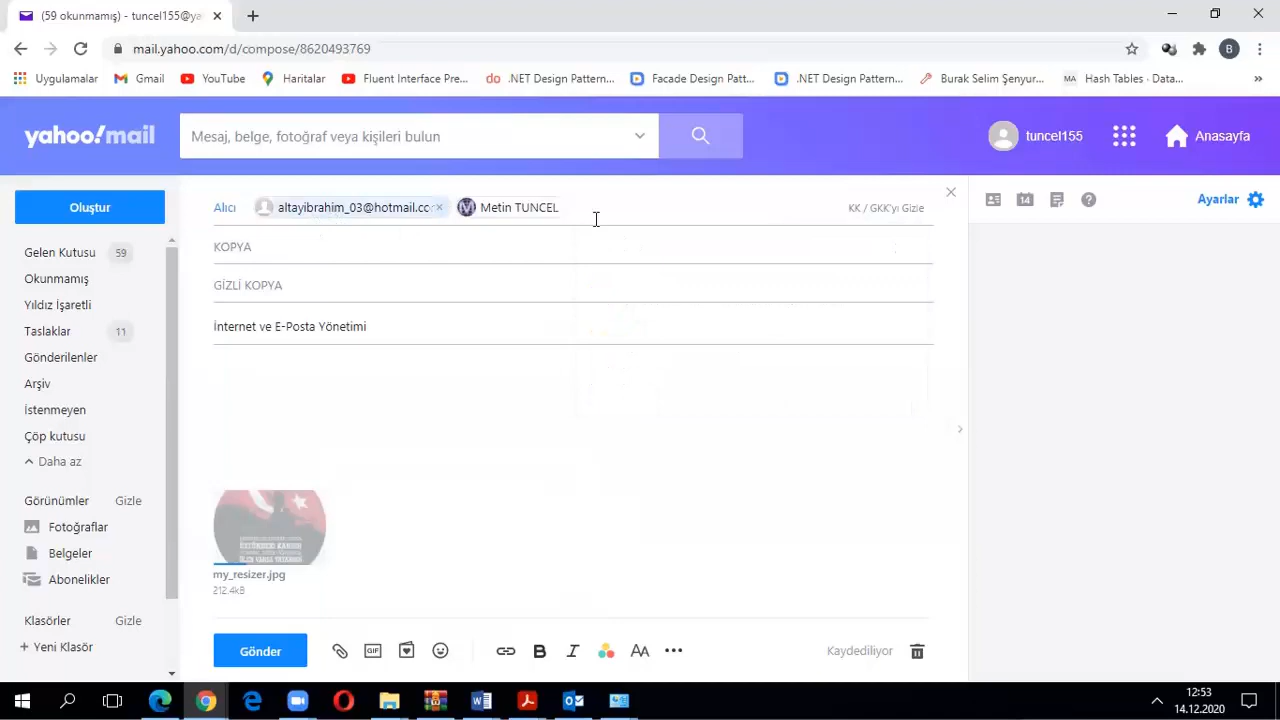 (59 okunmamış) - tuncel155@ya
mail.yahoo.com/d/compose/8620493769
B
Uygulamalar
Gmail
YouTube
Haritalar
Fluent Interface Pre...
.NET Design Pattern...
Facade Design Patt...
.NET Design Pattern...
Burak Selim Şenyur...
MA Hash Tables - Data...
yahoo!mail
Mesaj, belge, fotoğraf veya kişileri bulun
tuncel155
Anasayfa
Oluştur
Gelen Kutusu 59
Okunmamış
Yıldız İşaretli
Taslaklar 11
Gönderilenler
Arşiv
İstenmeyen
Çöp kutusu
Daha az
Görünümler Gizle
Fotoğraflar
Belgeler
Abonelikler
Klasörler Gizle
+ Yeni Klasör
Alıcı altayibrahim_03@hotmail.cc Metin TUNCEL KK / GKK'yı Gizle
KOPYA
GİZLİ KOPYA
İnternet ve E-Posta Yönetimi
my_resizer.jpg
212.4kB
Gönder
GIF
AA
Kaydediliyor
14
Ayarlar
12:53
14.12.2020